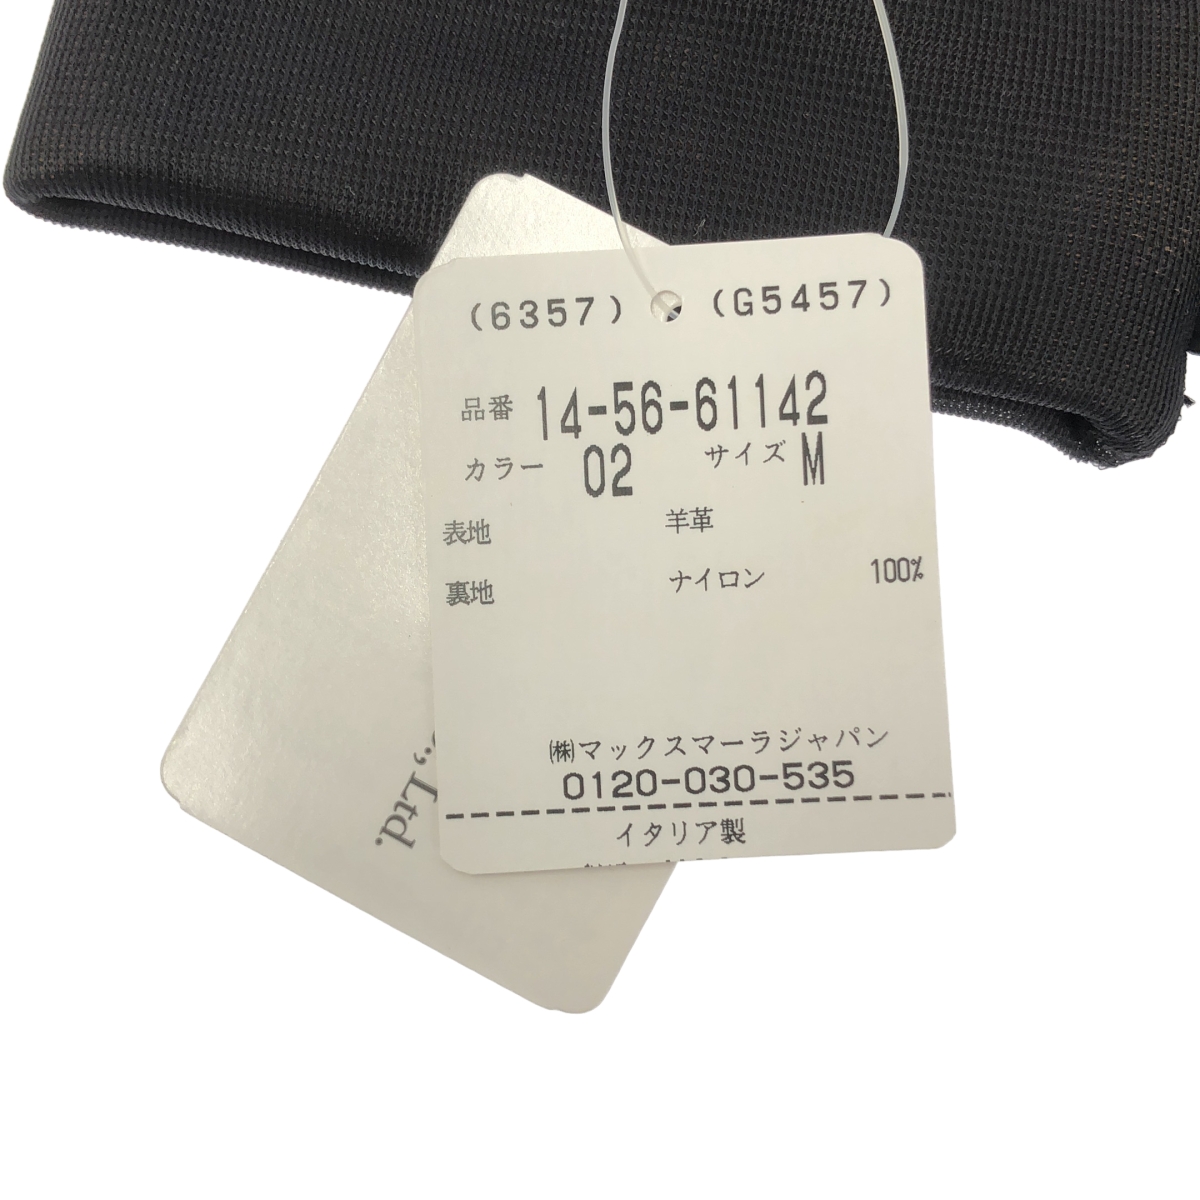 (6357) (G5457)
品番 14-56-61142
カラー 02 サイズ M
表地 羊革
裏地 ナイロン 100%
㈱マックスマーラジャパン
0120-030-535
イタリア製
., Ltd.